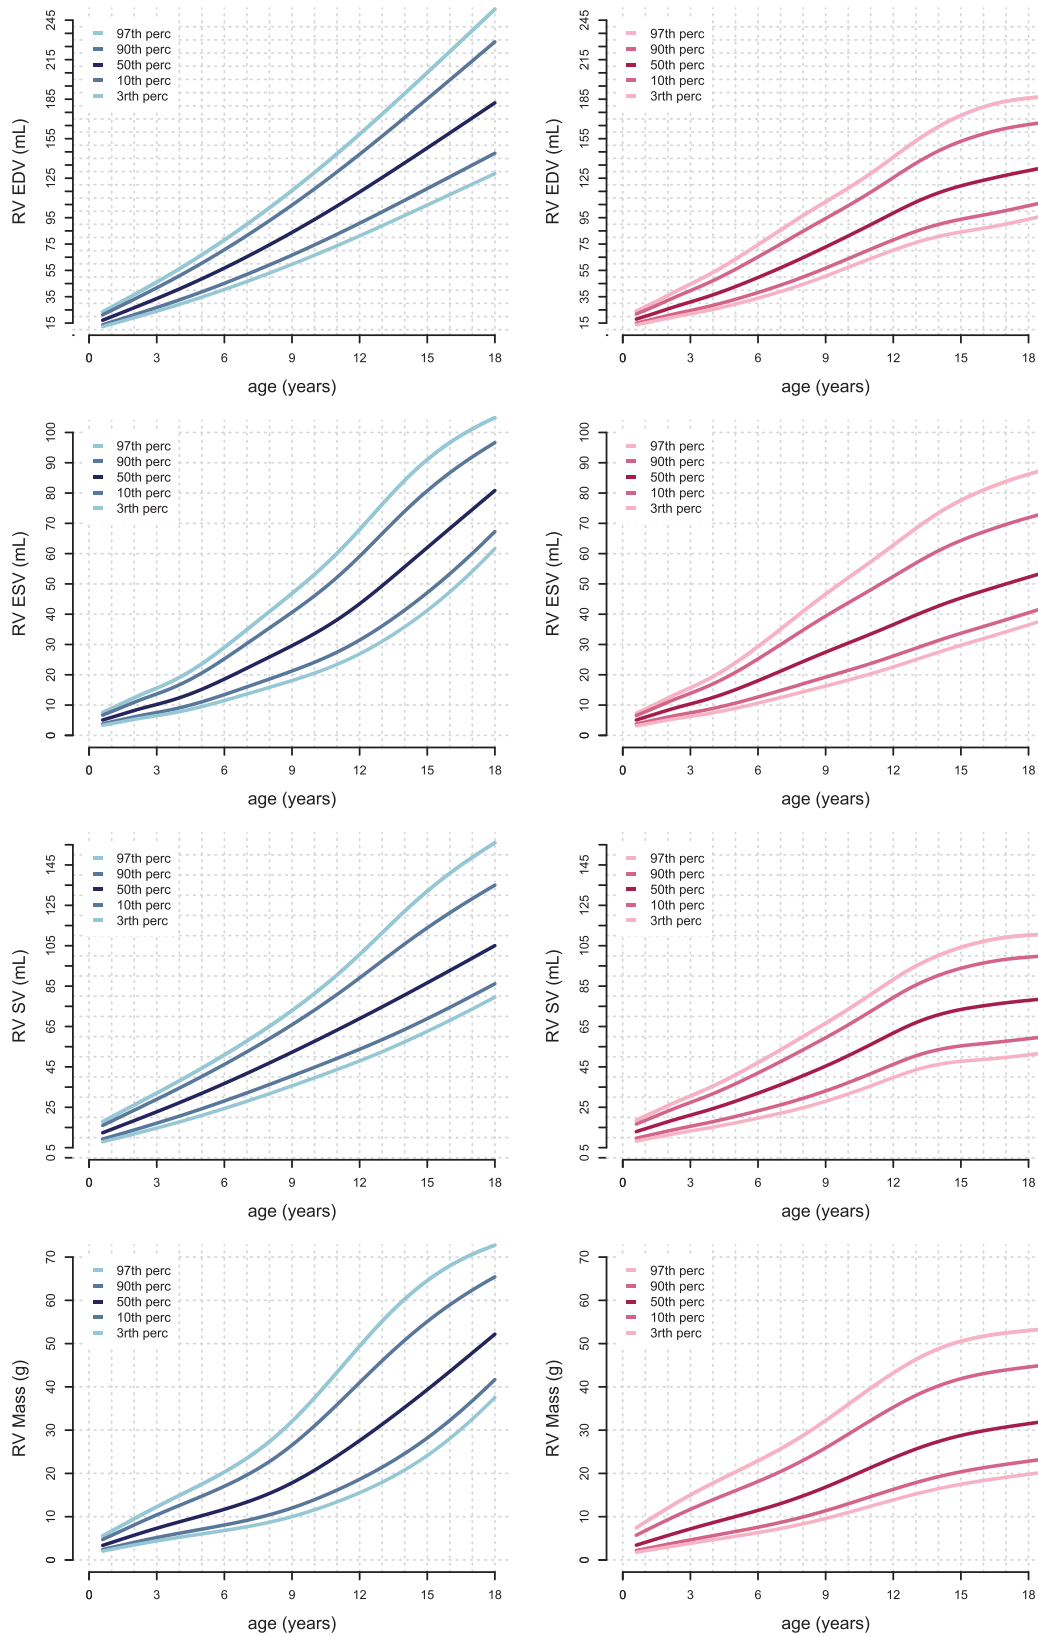 RV EDV (mL)
245
215
185
155
125
95
75
55
35
15
97th perc
90th perc
50th perc
10th perc
3rth perc
0 3 6 9 12 15 18
age (years)
RV EDV (mL)
245
215
185
155
125
95
75
55
35
15
97th perc
90th perc
50th perc
10th perc
3rth perc
0 3 6 9 12 15 18
age (years)
RV ESV (mL)
100
90
80
70
60
50
40
30
20
10
0
97th perc
90th perc
50th perc
10th perc
3rth perc
0 3 6 9 12 15 18
age (years)
RV ESV (mL)
100
90
80
70
60
50
40
30
20
10
0
97th perc
90th perc
50th perc
10th perc
3rth perc
0 3 6 9 12 15 18
age (years)
RV SV (mL)
145
125
105
85
65
45
25
5
0
97th perc
90th perc
50th perc
10th perc
3rth perc
0 3 6 9 12 15 18
age (years)
RV SV (mL)
145
125
105
85
65
45
25
5
0
97th perc
90th perc
50th perc
10th perc
3rth perc
0 3 6 9 12 15 18
age (years)
RV Mass (g)
70
60
50
40
30
20
10
0
97th perc
90th perc
50th perc
10th perc
3rth perc
0 3 6 9 12 15 18
age (years)
RV Mass (g)
70
60
50
40
30
20
10
0
97th perc
90th perc
50th perc
10th perc
3rth perc
0 3 6 9 12 15 18
age (years)